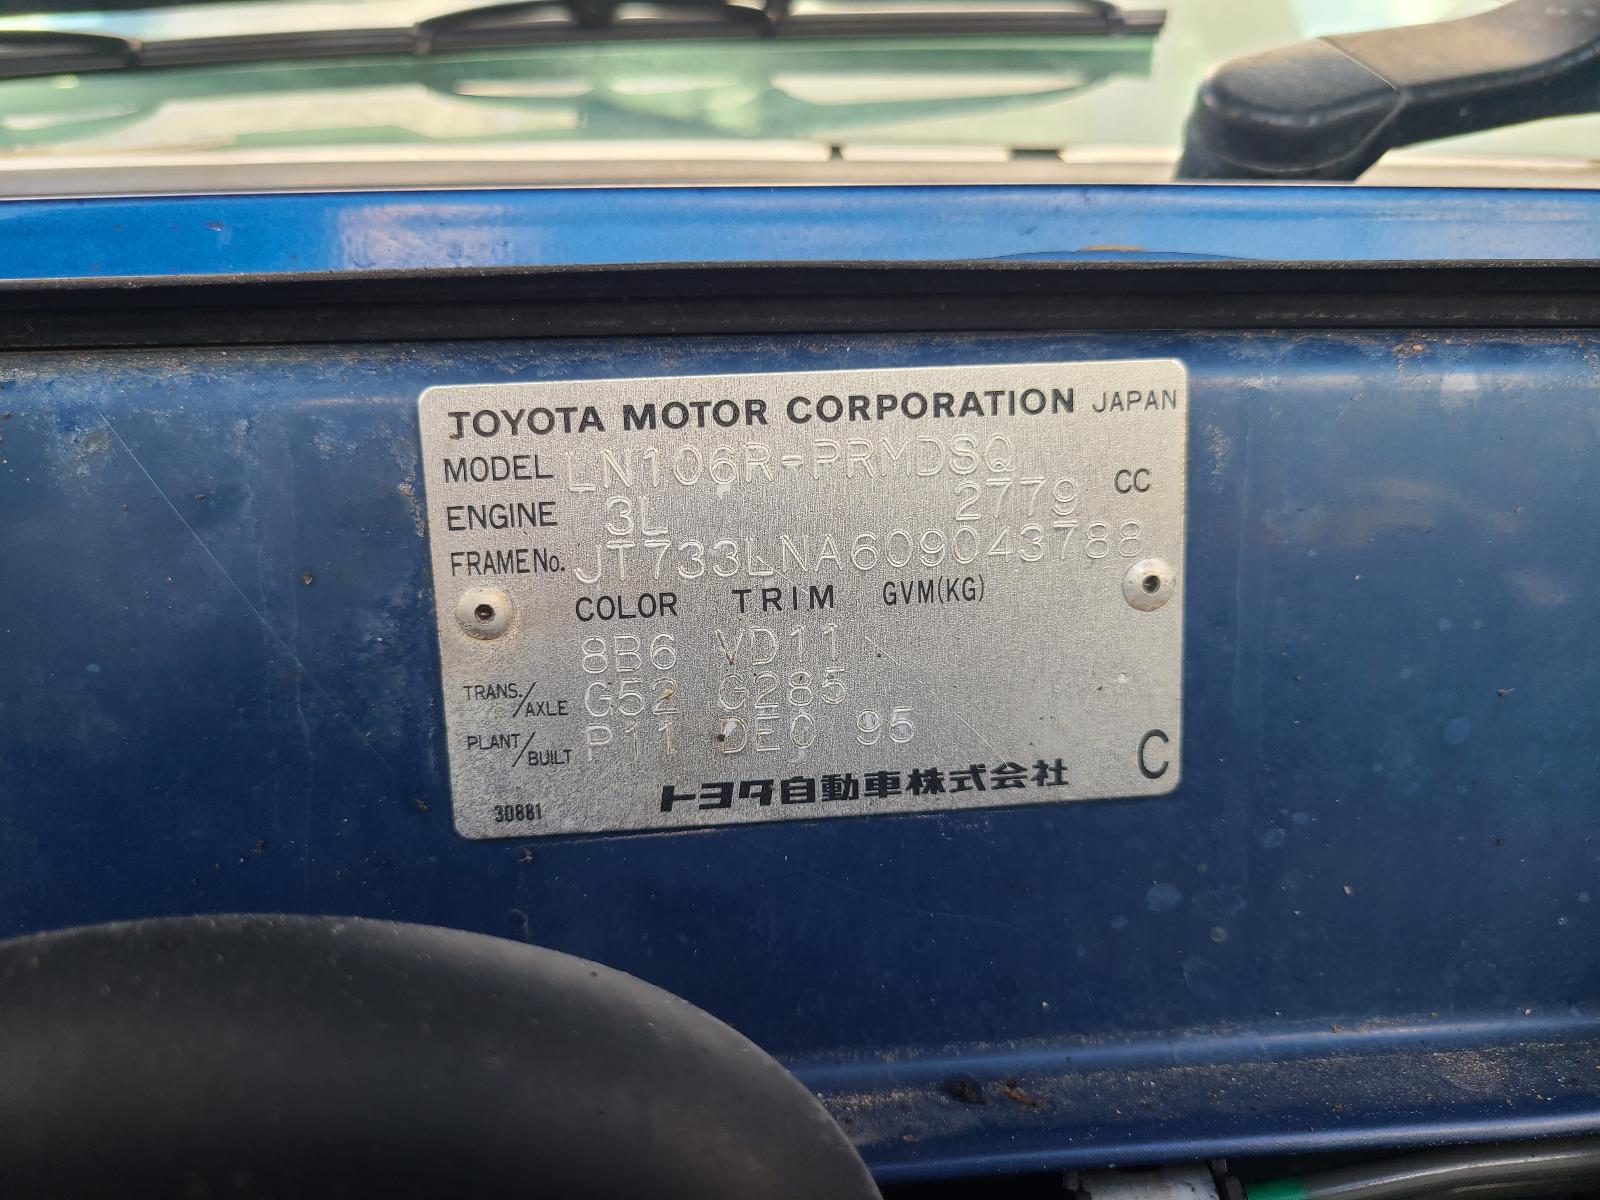 TOYOTA MOTOR CORPORATION JAPAN
MODEL LN106R-PRMDSQ
ENGINE 3L 2779 CC
FRAME No. JT733LNA609043788
COLOR TRIM GVM(KG)
8B6 VD11
TRANS./AXLE G52 G285
PLANT/BUILT P11 DEC 95
トヨタ自動車株式会社 C
30881